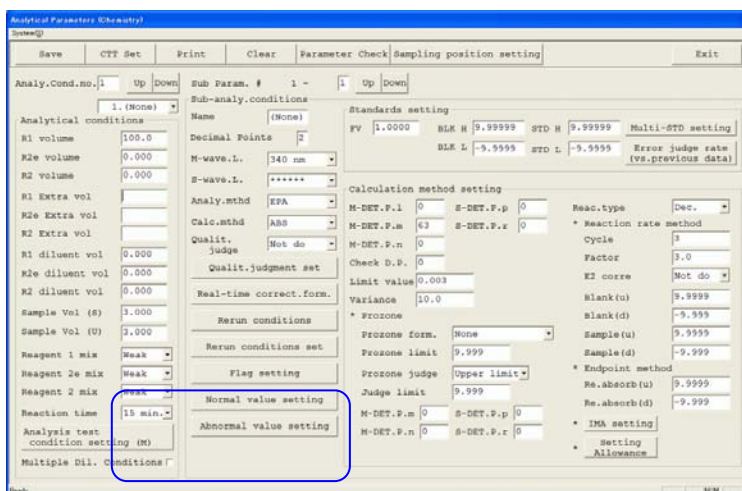 Analytical Parameters (Chemistry)
System(Q)
Save CTT Set Print Clear Parameter Check Sampling position setting Exit
Analy.Cond.no. 1 Up Down Sub Param. # 1 - 1 Up Down
1.(None)
Analytical conditions
R1 volume 100.0
R2e volume 0.000
R2 volume 0.000
R1 Extra vol
R2e Extra vol
R2 Extra vol
R1 diluent vol 0.000
R2e diluent vol 0.000
R2 diluent vol 0.000
Sample Vol (S) 3.000
Sample Vol (U) 3.000
Reagent 1 mix Weak
Reagent 2e mix Weak
Reagent 2 mix Weak
Reaction time 15 min.
Analysis test
condition setting (M)
Multiple Dil. Conditions
Sub-analy.conditions
Name (None)
Decimal Points 2
M-wave.L. 340 nm
S-wave.L. ******
Analy.mthd EPA
Calc.mthd ABS
Qualit.
judge Not do
Qualit.judgment set
Real-time correct.form.
Rerun conditions
Rerun conditions set
Flag setting
Normal value setting
Abnormal value setting
Standards setting
FV 1.0000 BLK H 9.99999 STD H 9.99999 Multi-STD setting
BLK L -9.9999 STD L -9.99999 Error judge rate
(vs.previous data)
Calculation method setting
M-DET.P.l 0 S-DET.P.p 0
M-DET.P.m 63 S-DET.P.r 0
M-DET.P.n 0
Check D.P. 0
Limit value 0.003
Variance 10.0
* Prozone
Prozone form. None
Prozone limit 9.999
Prozone judge Upper limit
Judge limit 9.999
M-DET.P.m 0 S-DET.P.p 0
M-DET.P.n 0 S-DET.P.r 0
Reac.type Dec.
* Reaction rate method
Cycle 3
Factor 3.0
E2 corre Not do
Blank(u) 9.9999
Blank(d) -9.999
Sample(u) 9.9999
Sample(d) -9.999
* Endpoint method
Re.absorb(u) 9.9999
Re.absorb(d) -9.999
* IMA setting
* Setting
Allowance
Ready NUM